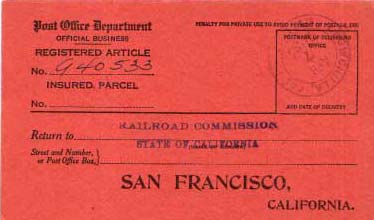 Post Office Department
OFFICIAL BUSINESS
REGISTERED ARTICLE
No. 940533
INSURED. PARCEL
No.
PENALTY FOR PRIVATE USE TO AVOID PAYMENT OF POSTAGE,
POSTMARK OF DELIVERING
OFFICE
AND DATE OF DELIVERY
Return to
RAILROAD COMMISSION
STATE OF CALIFORNIA
Street and Number,
or Post Office Box,
SAN FRANCISCO,
CALIFORNIA.